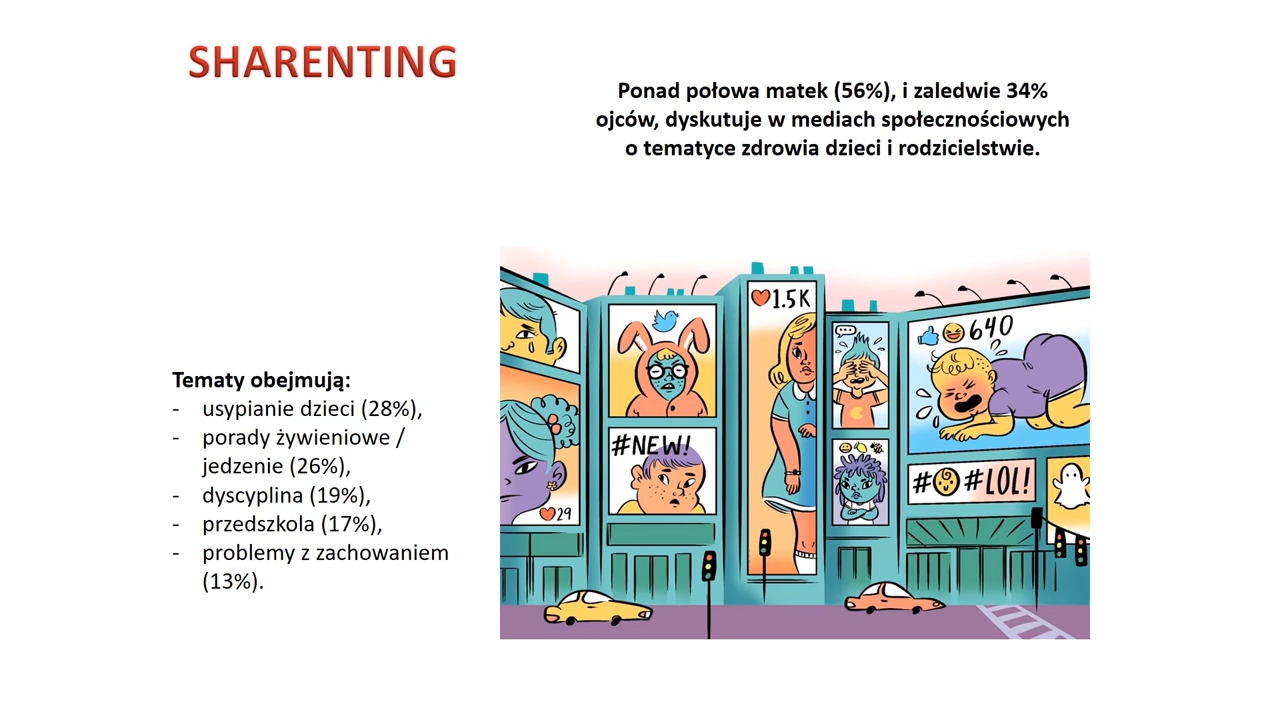 SHARENTING
Ponad połowa matek (56%), i zaledwie 34%
ojców, dyskutuje w mediach społecznościowych
o tematyce zdrowia dzieci i rodzicielstwie.
Tematy obejmują:
- usypianie dzieci (28%),
- porady żywieniowe /
jedzenie (26%),
- dyscyplina (19%),
- przedszkola (17%),
- problemy z zachowaniem
(13%).
1.5K
640
#NEW!
29
# #LOL!